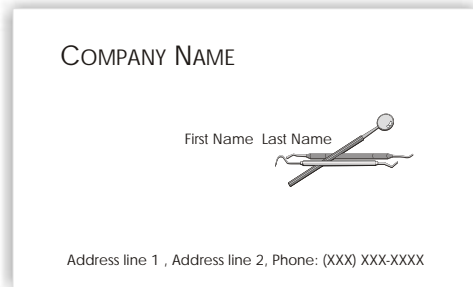 COMPANY NAME
First Name Last Name
Address line 1 , Address line 2, Phone: (XXX) XXX-XXXX